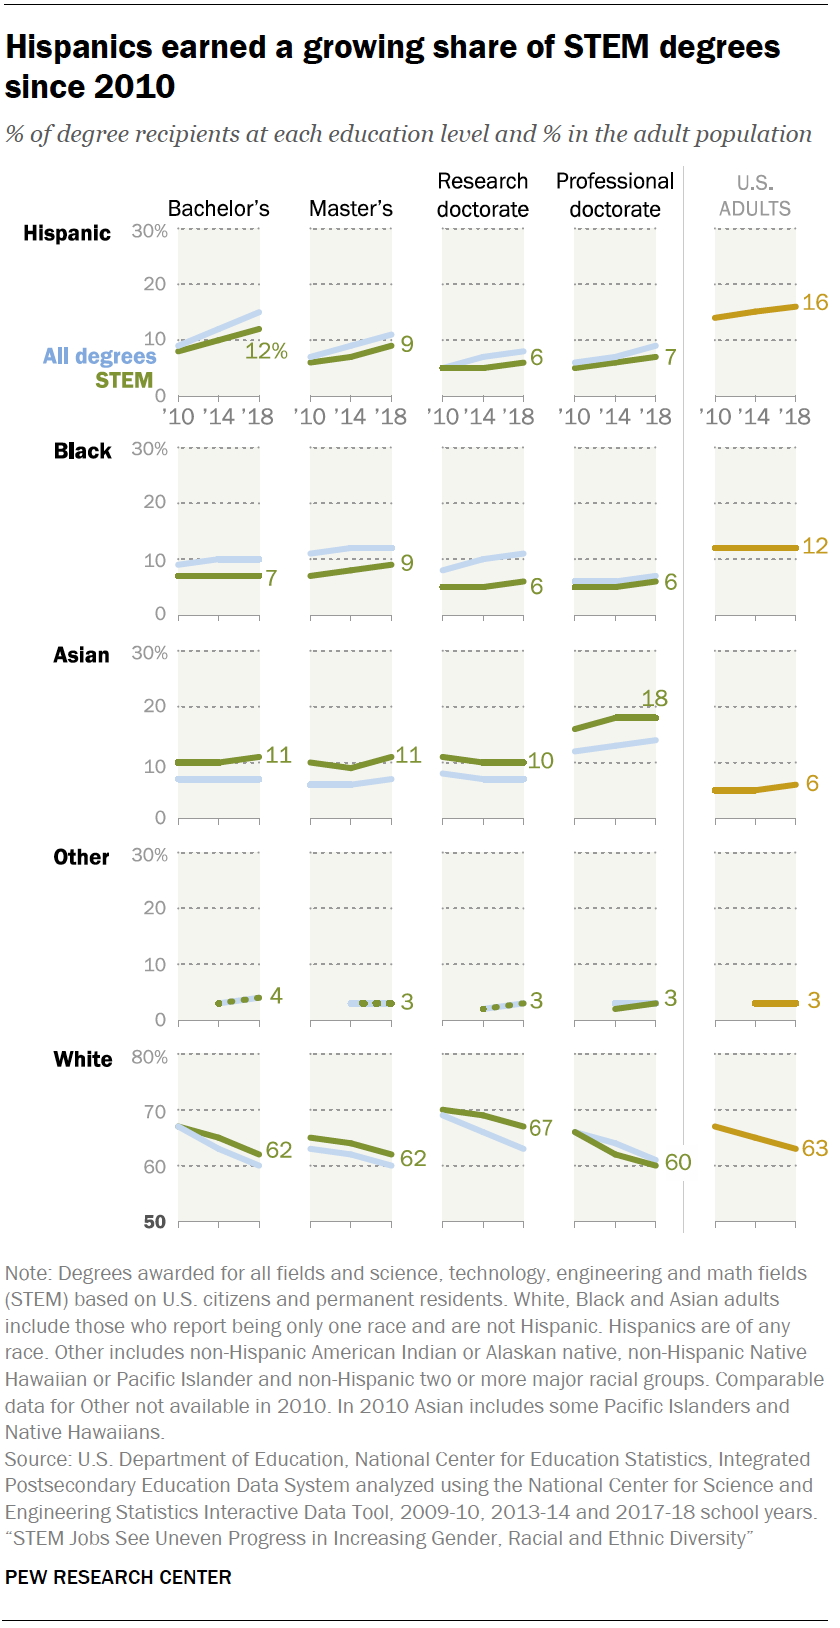 Hispanics earned a growing share of STEM degrees
since 2010
% of degree recipients at each education level and % in the adult population
Bachelor's
Master's
Research
doctorate
Professional
doctorate
U.S.
ADULTS
Hispanic
30%
20
10
0
All degrees
STEM
12%
9
6
7
16
'10 '14 '18
'10 '14 '18
'10 '14 '18
'10 '14 '18
'10 '14 '18
Black
30%
20
10
0
7
9
6
6
12
Asian
30%
20
10
0
11
11
10
18
6
Other
30%
20
10
0
4
3
3
3
3
White
80%
70
60
50
62
62
67
60
63
Note: Degrees awarded for all fields and science, technology, engineering and math fields
(STEM) based on U.S. citizens and permanent residents. White, Black and Asian adults
include those who report being only one race and are not Hispanic. Hispanics are of any
race. Other includes non-Hispanic American Indian or Alaskan native, non-Hispanic Native
Hawaiian or Pacific Islander and non-Hispanic two or more major racial groups. Comparable
data for Other not available in 2010. In 2010 Asian includes some Pacific Islanders and
Native Hawaiians.
Source: U.S. Department of Education, National Center for Education Statistics, Integrated
Postsecondary Education Data System analyzed using the National Center for Science and
Engineering Statistics Interactive Data Tool, 2009-10, 2013-14 and 2017-18 school years.
“STEM Jobs See Uneven Progress in Increasing Gender, Racial and Ethnic Diversity”
PEW RESEARCH CENTER